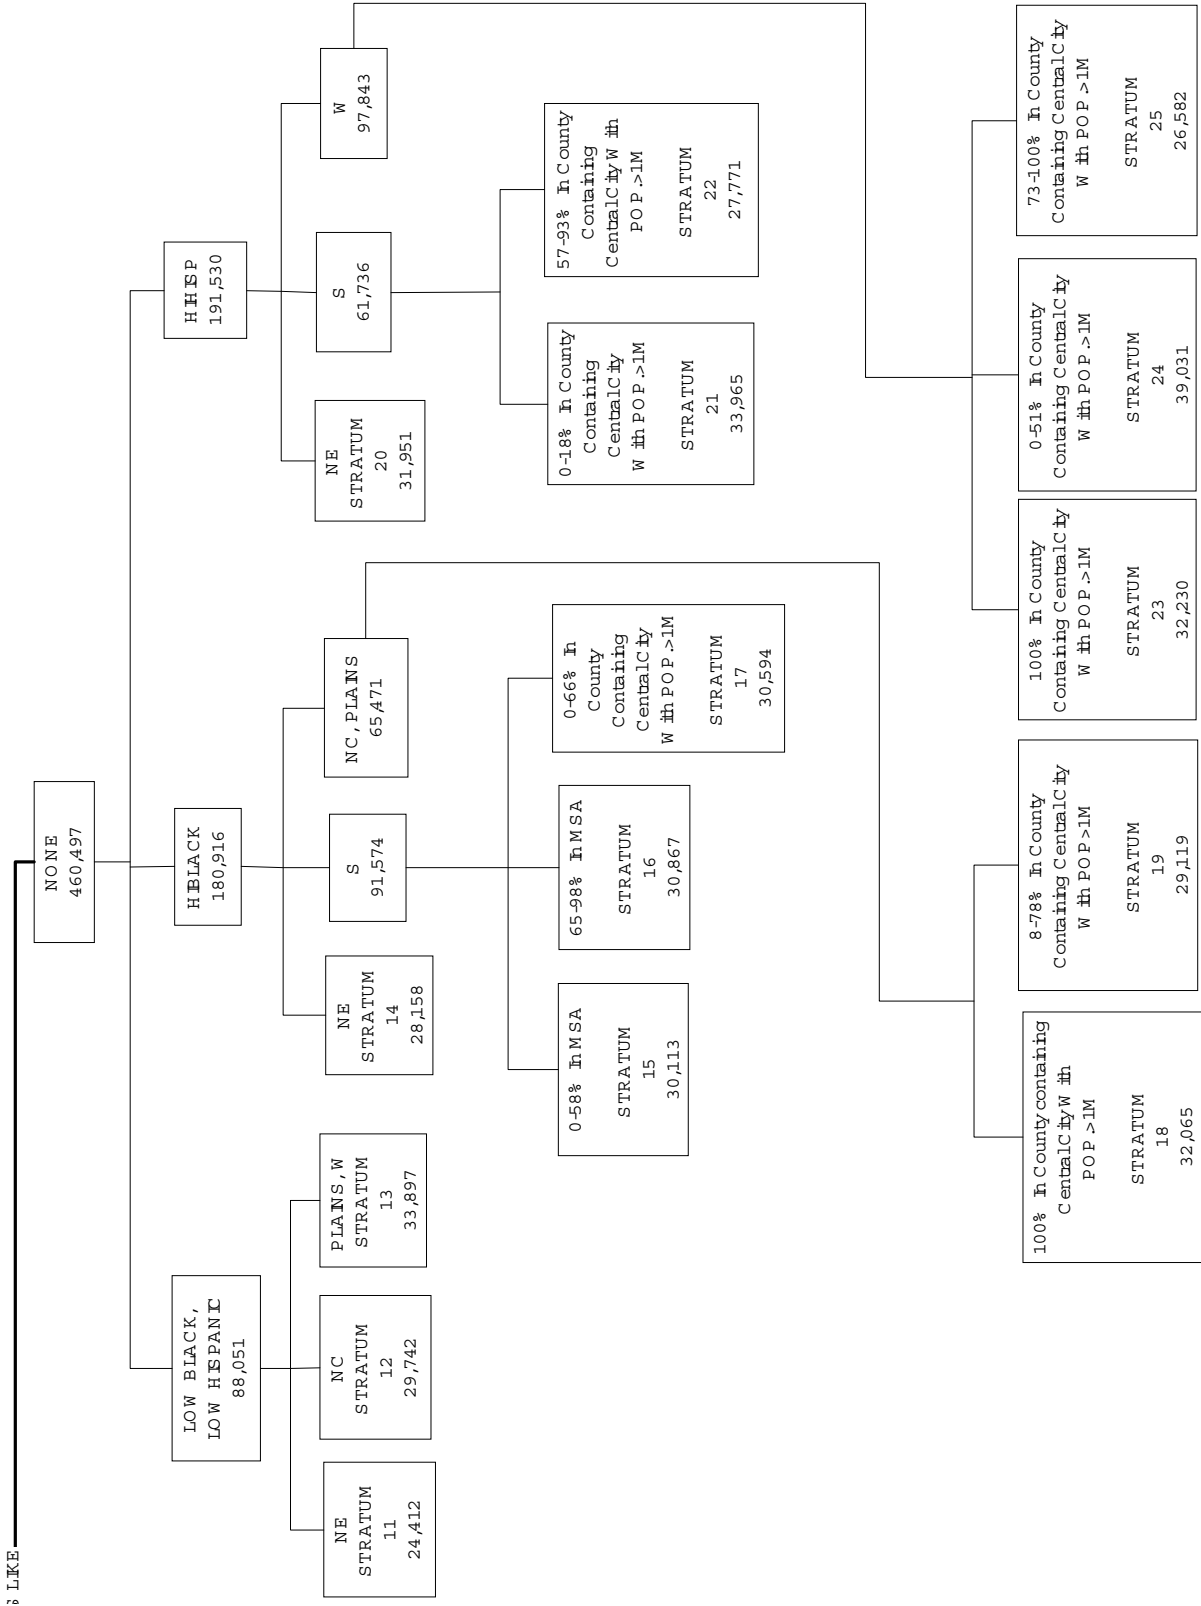 LIKE
NONE
460,497
LOW BLACK,
LOW HISPANIC
88,051
HI BLACK
180,916
HI HISP
191,530
NE
STRATUM
11
24,412
NC
STRATUM
12
29,742
PLAINS, W
STRATUM
13
33,897
NE
STRATUM
14
28,158
S
91,574
NC, PLAINS
65,471
NE
STRATUM
20
31,951
S
61,736
W
97,843
0-58% In MSA
STRATUM
15
30,113
65-98% In MSA
STRATUM
16
30,867
0-66% In
County
Containing
Central City
With POP.>1M
STRATUM
17
30,594
0-18% In County
Containing
Central City
With POP.>1M
STRATUM
21
33,965
57-93% In County
Containing
Central City With
POP.>1M
STRATUM
22
27,771
100% In County containing
Central City With
POP.>1M
STRATUM
18
32,065
8-78% In County
Containing Central City
With POP>1M
STRATUM
19
29,119
100% In County
Containing Central City
With POP.>1M
STRATUM
23
32,230
0-51% In County
Containing Central City
With POP.>1M
STRATUM
24
39,031
73-100% In County
Containing Central City
With POP.>1M
STRATUM
25
26,582